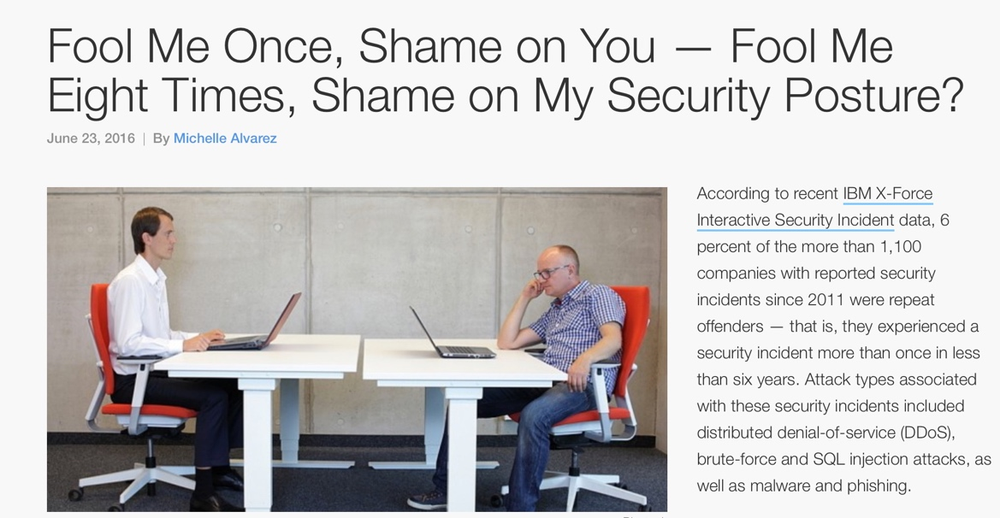 Fool Me Once, Shame on You — Fool Me
Eight Times, Shame on My Security Posture?
June 23, 2016 | By Michelle Alvarez
According to recent IBM X-Force
Interactive Security Incident data, 6
percent of the more than 1,100
companies with reported security
incidents since 2011 were repeat
offenders — that is, they experienced a
security incident more than once in less
than six years. Attack types associated
with these security incidents included
distributed denial-of-service (DDoS),
brute-force and SQL injection attacks, as
well as malware and phishing.